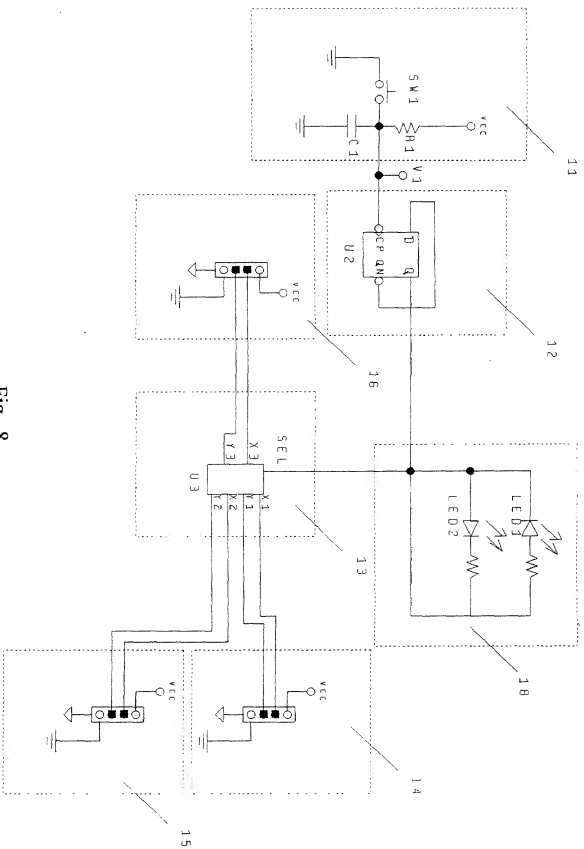 SW1
VCC
R1
C1
V1
11
U2
D
Q
CP
QN
12
VCC
16
SEL
X3
Y3
U3
X1
Y1
X2
Y2
13
LED1
LED2
18
VCC
14
VCC
15
Fig. 8